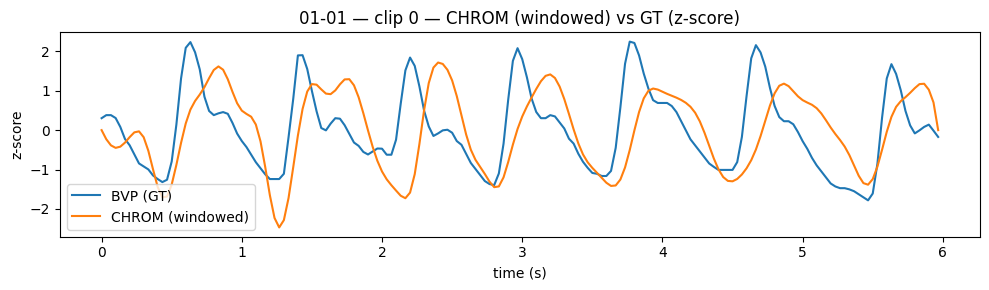 01-01 — clip 0 — CHROM (windowed) vs GT (z-score)
z-score
2
1
0
−1
−2
BVP (GT)
CHROM (windowed)
0 1 2 3 4 5 6
time (s)